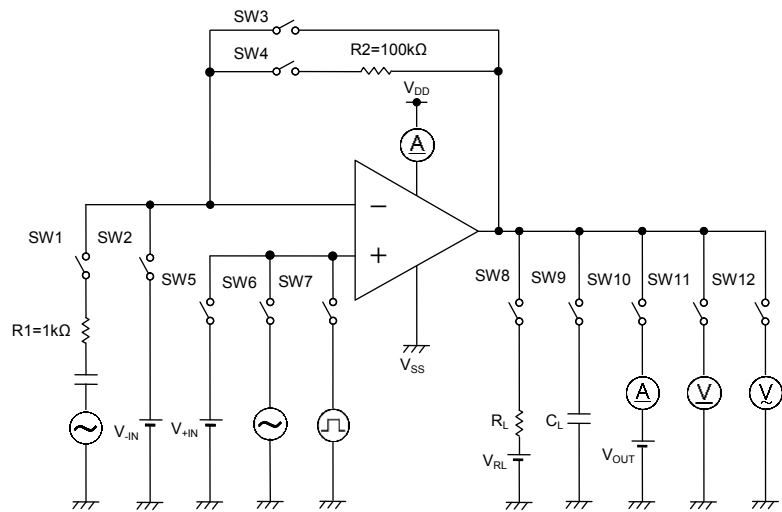 SW3
SW4
R2=100kΩ
VDD
A
−
+
SW1
SW2
SW5
SW6
SW7
SW8
SW9
SW10
SW11
SW12
R1=1kΩ
VSS
A
V
V
V-IN
V+IN
RL
CL
VRL
VOUT